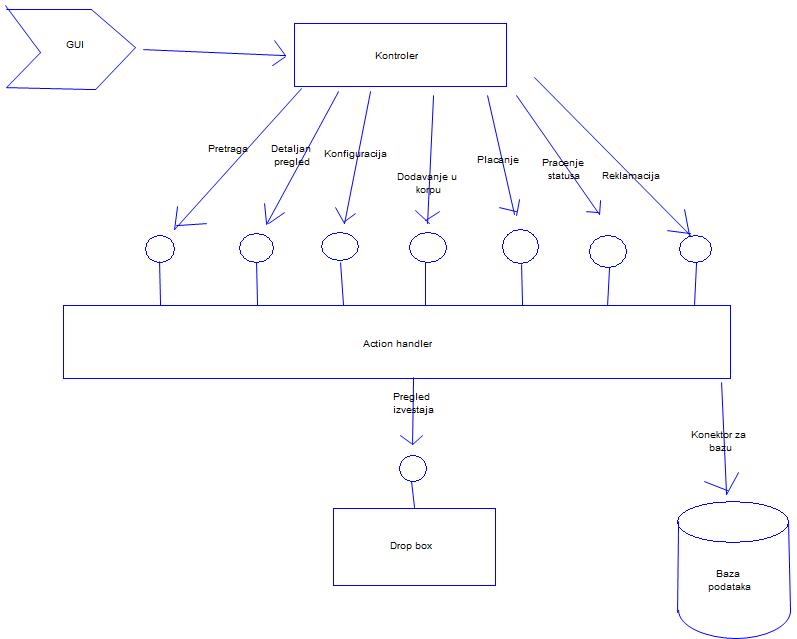 GUI
Kontroler
Pretraga
Detaljan
pregled
Konfiguracija
Dodavanje u
korpu
Placanje
Pracenje
statusa
Reklamacija
Action handler
Pregled
izvestaja
Konektor za
bazu
Drop box
Baza
podataka